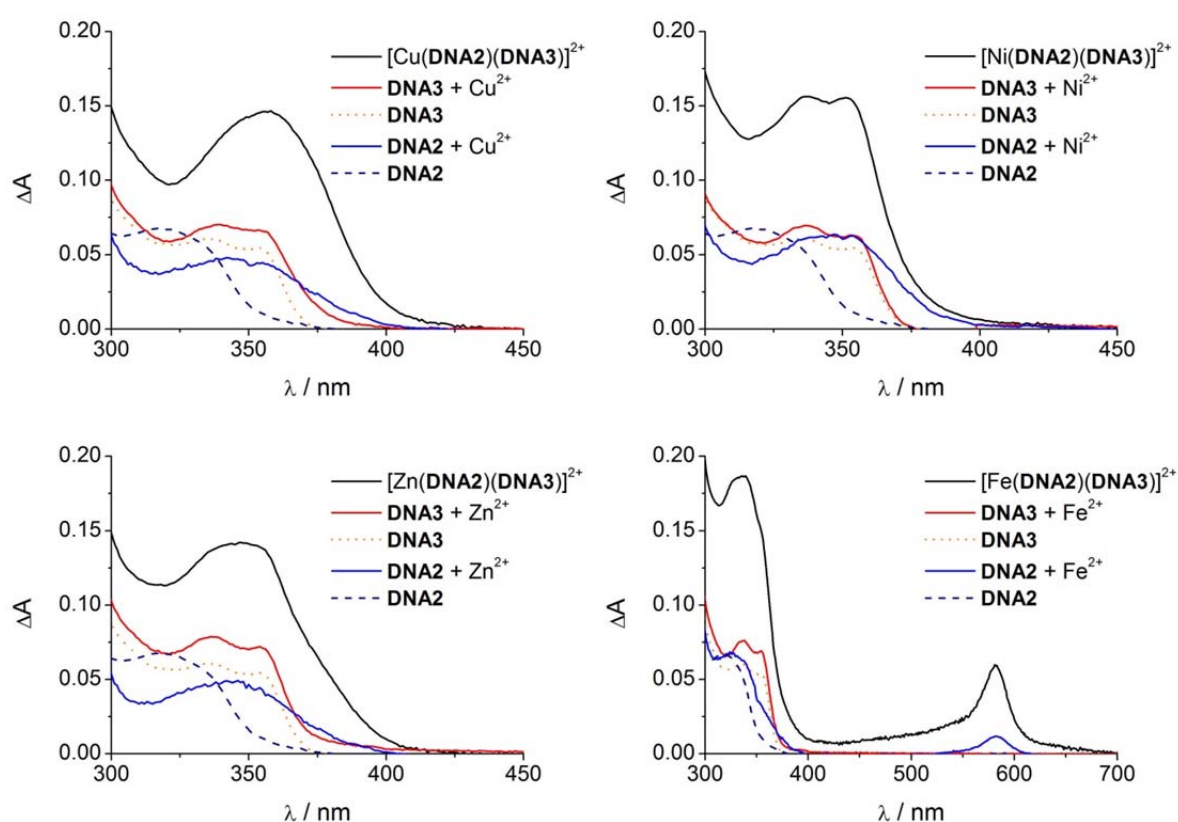 0.20
0.15
0.10
0.05
0.00
ΔA
300
350
400
450
λ / nm
[Cu(DNA2)(DNA3)]²⁺
DNA3 + Cu²⁺
DNA3
DNA2 + Cu²⁺
DNA2
0.20
0.15
0.10
0.05
0.00
ΔA
300
350
400
450
λ / nm
[Ni(DNA2)(DNA3)]²⁺
DNA3 + Ni²⁺
DNA3
DNA2 + Ni²⁺
DNA2
0.20
0.15
0.10
0.05
0.00
ΔA
300
350
400
450
λ / nm
[Zn(DNA2)(DNA3)]²⁺
DNA3 + Zn²⁺
DNA3
DNA2 + Zn²⁺
DNA2
0.20
0.15
0.10
0.05
0.00
ΔA
300
400
500
600
700
λ / nm
[Fe(DNA2)(DNA3)]²⁺
DNA3 + Fe²⁺
DNA3
DNA2 + Fe²⁺
DNA2